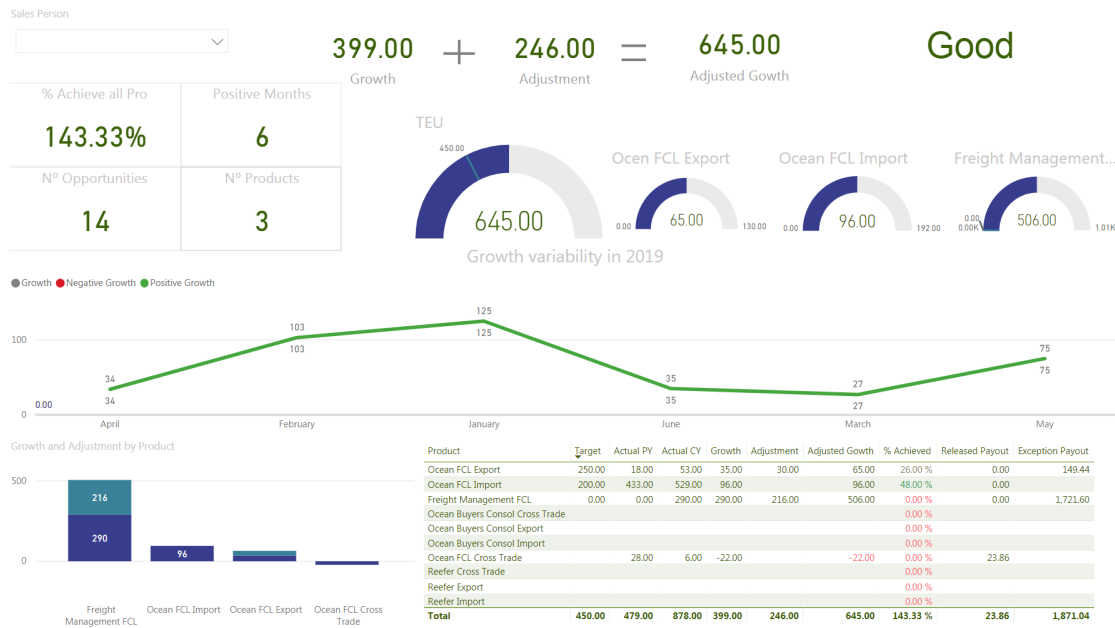 Sales Person
399.00 + 246.00 = 645.00 Good
Growth Adjustment Adjusted Gowth
% Achieve all Pro Positive Months
143.33% 6
Nº Opportunities Nº Products
14 3
TEU
450.00
645.00
Ocen FCL Export
0.00 65.00 130.00
Ocean FCL Import
0.00 96.00 192.00
Freight Management...
0.00
0.00K 506.00 1.01K
Growth variability in 2019
Growth Negative Growth Positive Growth
125
125
103
103
100
75
75
34
34
35
35
27
27
0.00
0
April February January June March May
Growth and Adjustment by Product
500
216
290
96
0
Freight Management FCL
Ocean FCL Import
Ocean FCL Export
Ocean FCL Cross Trade
Product Target Actual PY Actual CY Growth Adjustment Adjusted Gowth % Achieved Released Payout Exception Payout
Ocean FCL Export 250.00 18.00 53.00 35.00 30.00 65.00 26.00 % 0.00 149.44
Ocean FCL Import 200.00 433.00 529.00 96.00 96.00 48.00 % 0.00
Freight Management FCL 0.00 0.00 290.00 290.00 216.00 506.00 0.00 % 0.00 1,721.60
Ocean Buyers Consol Cross Trade 0.00 %
Ocean Buyers Consol Export 0.00 %
Ocean Buyers Consol Import 0.00 %
Ocean FCL Cross Trade 28.00 6.00 -22.00 -22.00 0.00 % 23.86
Reefer Cross Trade 0.00 %
Reefer Export 0.00 %
Reefer Import 0.00 %
Total 450.00 479.00 878.00 399.00 246.00 645.00 143.33 % 23.86 1,871.04